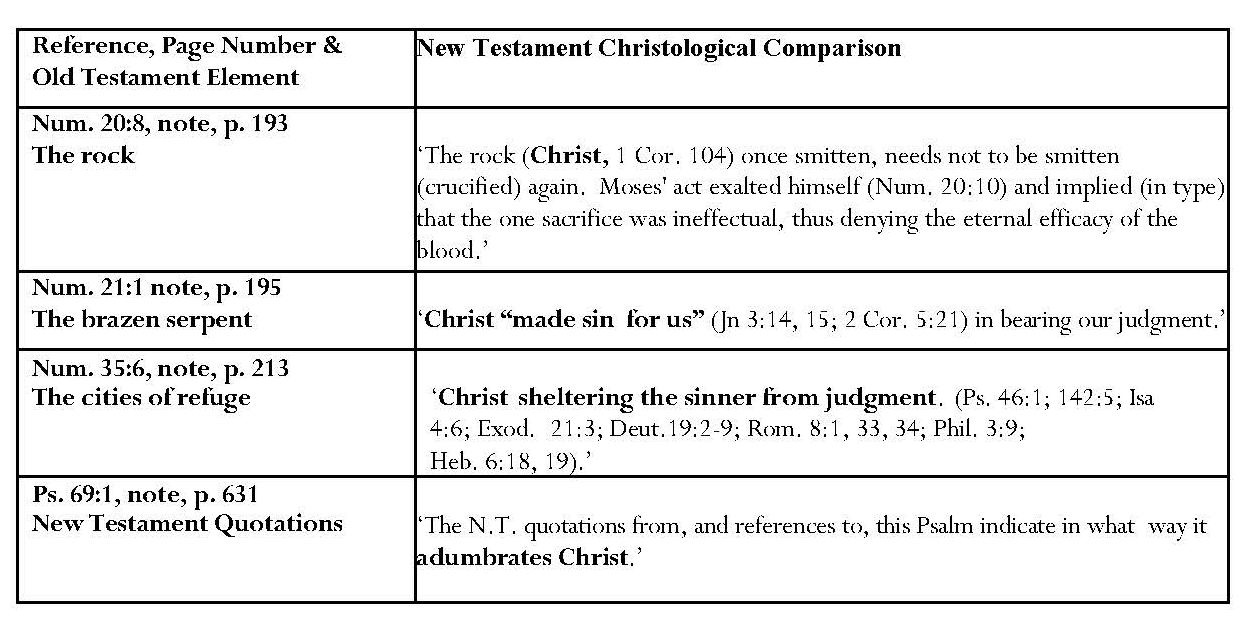 Reference, Page Number &
Old Testament Element
New Testament Christological Comparison
Num. 20:8, note, p. 193
The rock
‘The rock (Christ, 1 Cor. 104) once smitten, needs not to be smitten
(crucified) again. Moses' act exalted himself (Num. 20:10) and implied (in type)
that the one sacrifice was ineffectual, thus denying the eternal efficacy of the
blood.’
Num. 21:1 note, p. 195
The brazen serpent
‘Christ “made sin for us” (Jn 3:14, 15; 2 Cor. 5:21) in bearing our judgment.’
Num. 35:6, note, p. 213
The cities of refuge
‘Christ sheltering the sinner from judgment. (Ps. 46:1; 142:5; Isa
4:6; Exod. 21:3; Deut.19:2-9; Rom. 8:1, 33, 34; Phil. 3:9;
Heb. 6:18, 19).’
Ps. 69:1, note, p. 631
New Testament Quotations
‘The N.T. quotations from, and references to, this Psalm indicate in what way it
adumbrates Christ.’